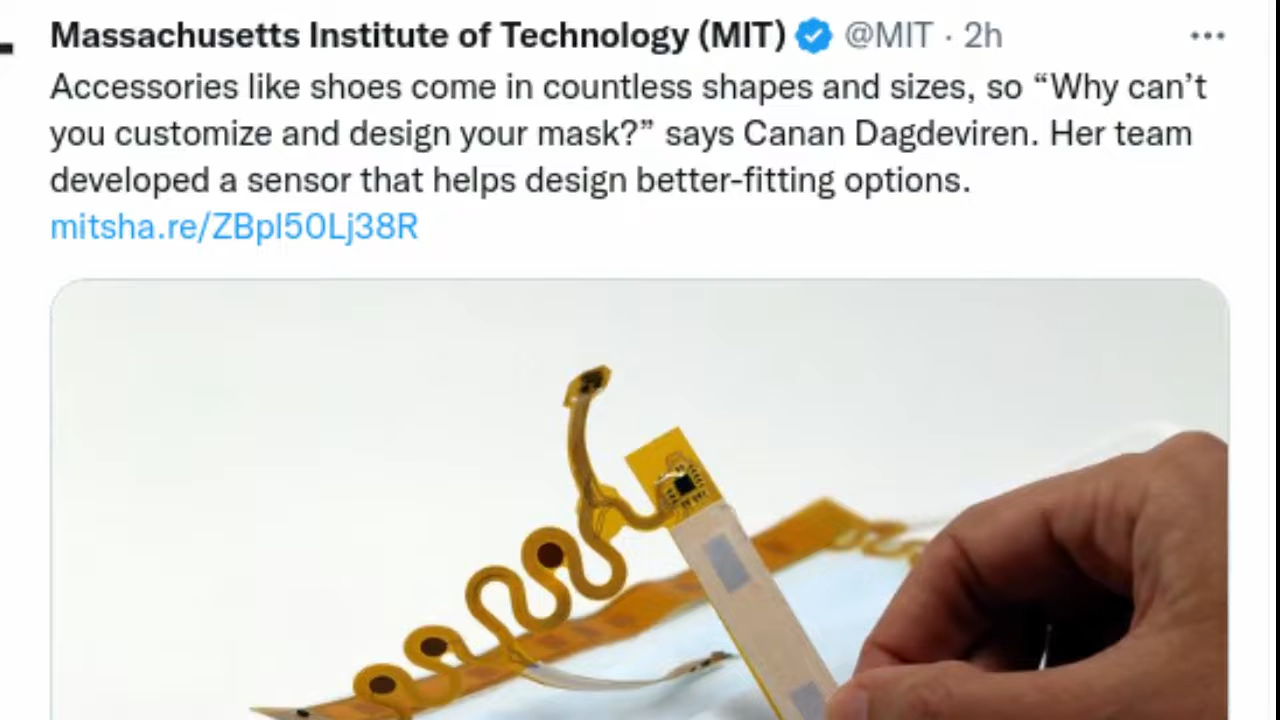 Massachusetts Institute of Technology (MIT) @MIT · 2h
Accessories like shoes come in countless shapes and sizes, so “Why can’t
you customize and design your mask?” says Canan Dagdeviren. Her team
developed a sensor that helps design better-fitting options.
mitsha.re/ZBpl50Lj38R